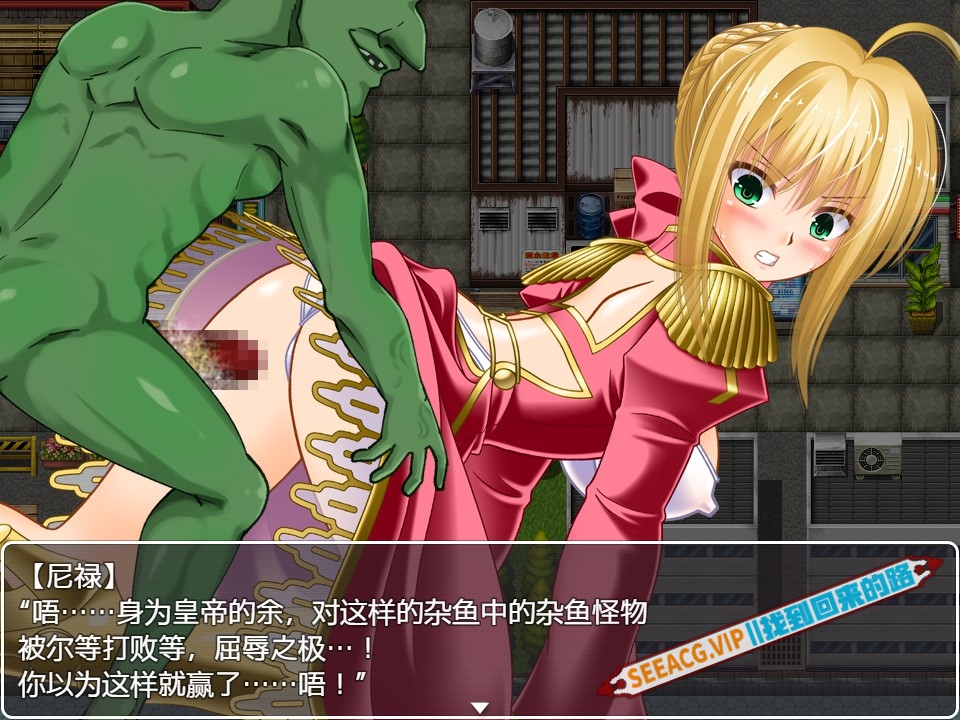 【尼禄】
“唔……身为皇帝的余，对这样的杂鱼中的杂鱼怪物
被尔等打败等，屈辱之极…！
你以为这样就赢了……唔！”
SEEACG.VIP||找到回来的路